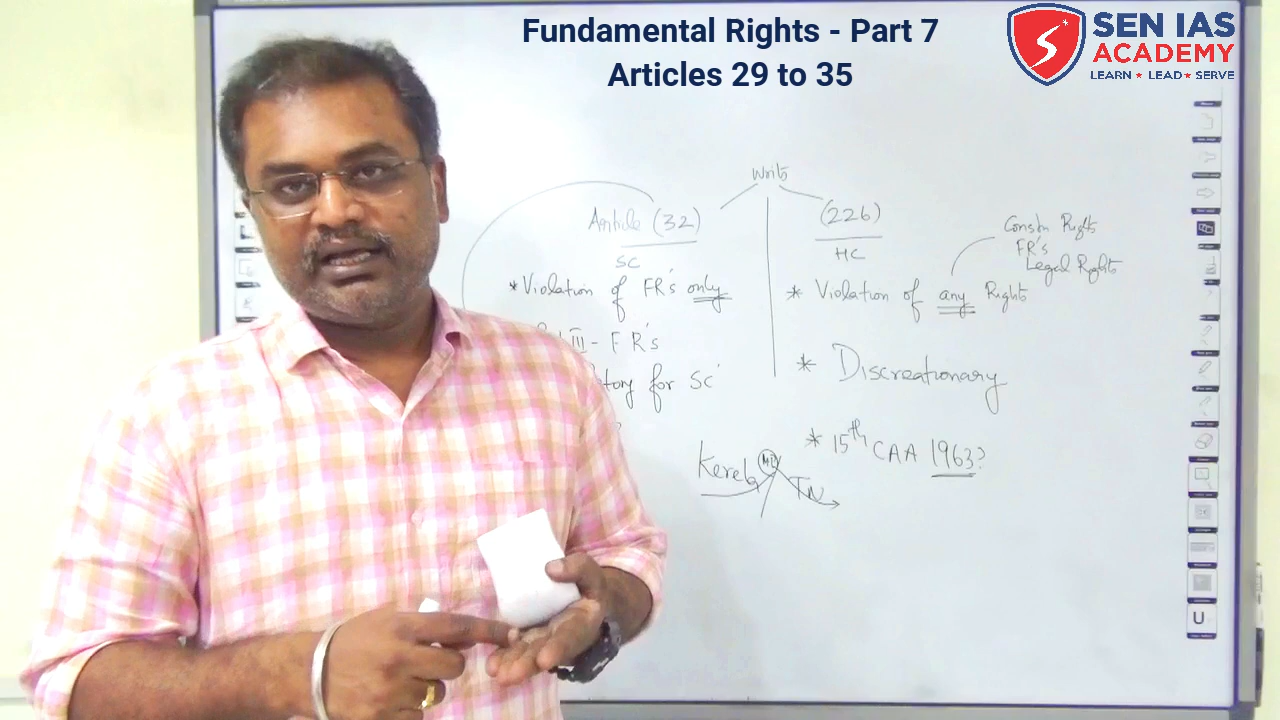 Fundamental Rights - Part 7
Articles 29 to 35
SEN IAS
ACADEMY
LEARN ★ LEAD ★ SERVE
Writs
Article (32)
SC
* Violation of FR's only
III - FR's
tory for SC
(226)
HC
Constn Rights
FR's
Legal Rights
* Violation of any Rights
* Discreationary
* 15th CAA 1963?
Kerela
TN
U